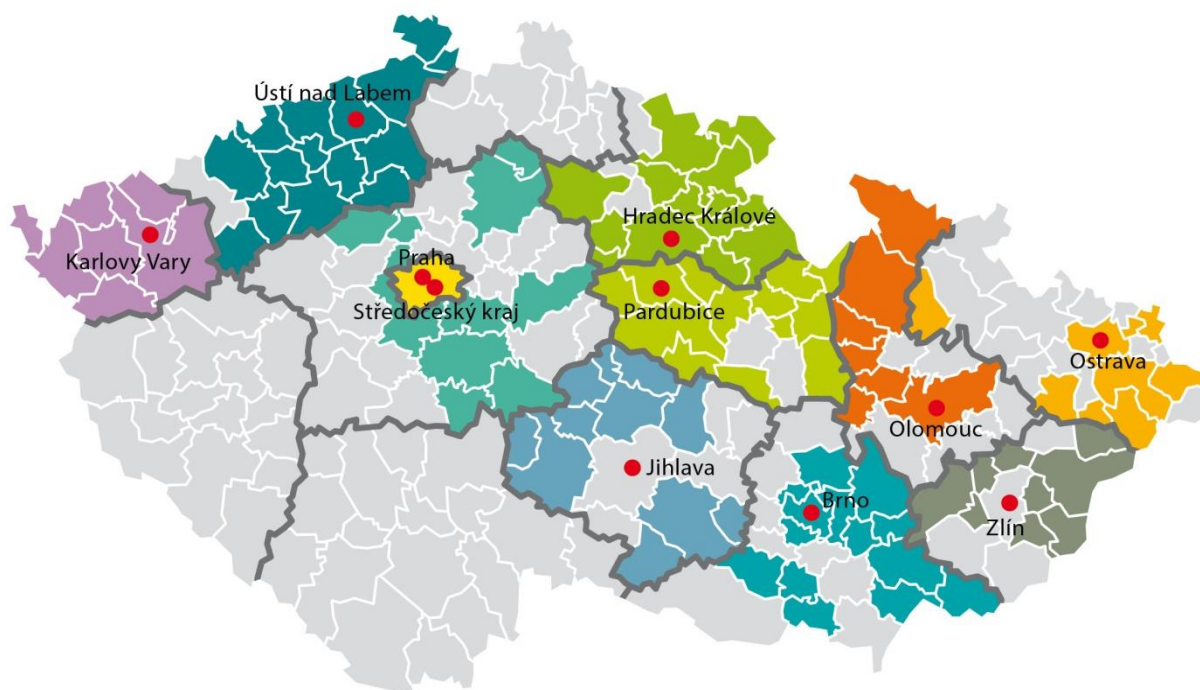 Ústí nad Labem
Hradec Králové
Karlovy Vary
Praha
Středočeský kraj
Pardubice
Ostrava
Olomouc
Jihlava
Brno
Zlín